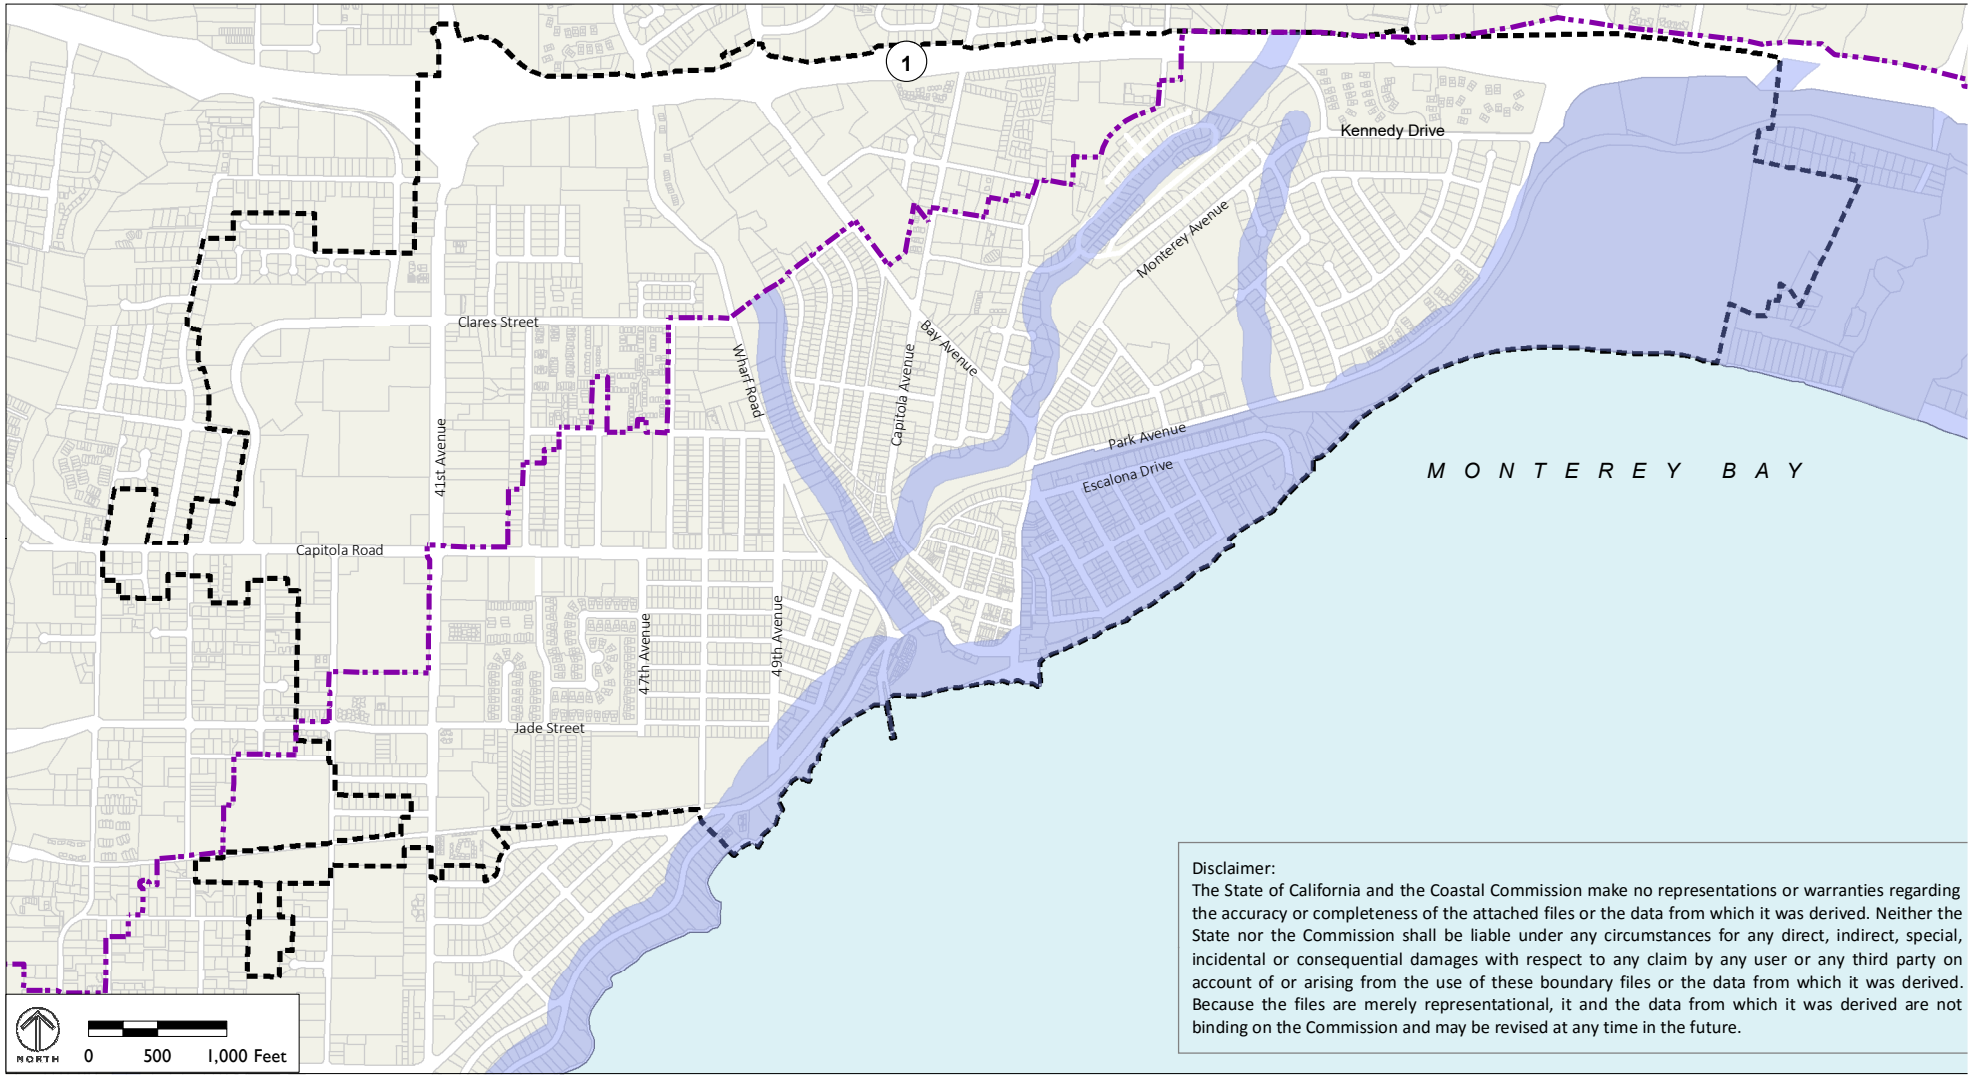 1
Kennedy Drive
Monterey Avenue
Clares Street
Bay Avenue
Wharf Road
Capitola Avenue
41st Avenue
Park Avenue
Escalona Drive
MONTEREY BAY
Capitola Road
47th Avenue
49th Avenue
Jade Street
Disclaimer:
The State of California and the Coastal Commission make no representations or warranties regarding
the accuracy or completeness of the attached files or the data from which it was derived. Neither the
State nor the Commission shall be liable under any circumstances for any direct, indirect, special,
incidental or consequential damages with respect to any claim by any user or any third party on
account of or arising from the use of these boundary files or the data from which it was derived.
Because the files are merely representational, it and the data from which it was derived are not
binding on the Commission and may be revised at any time in the future.
NORTH
0 500 1,000 Feet